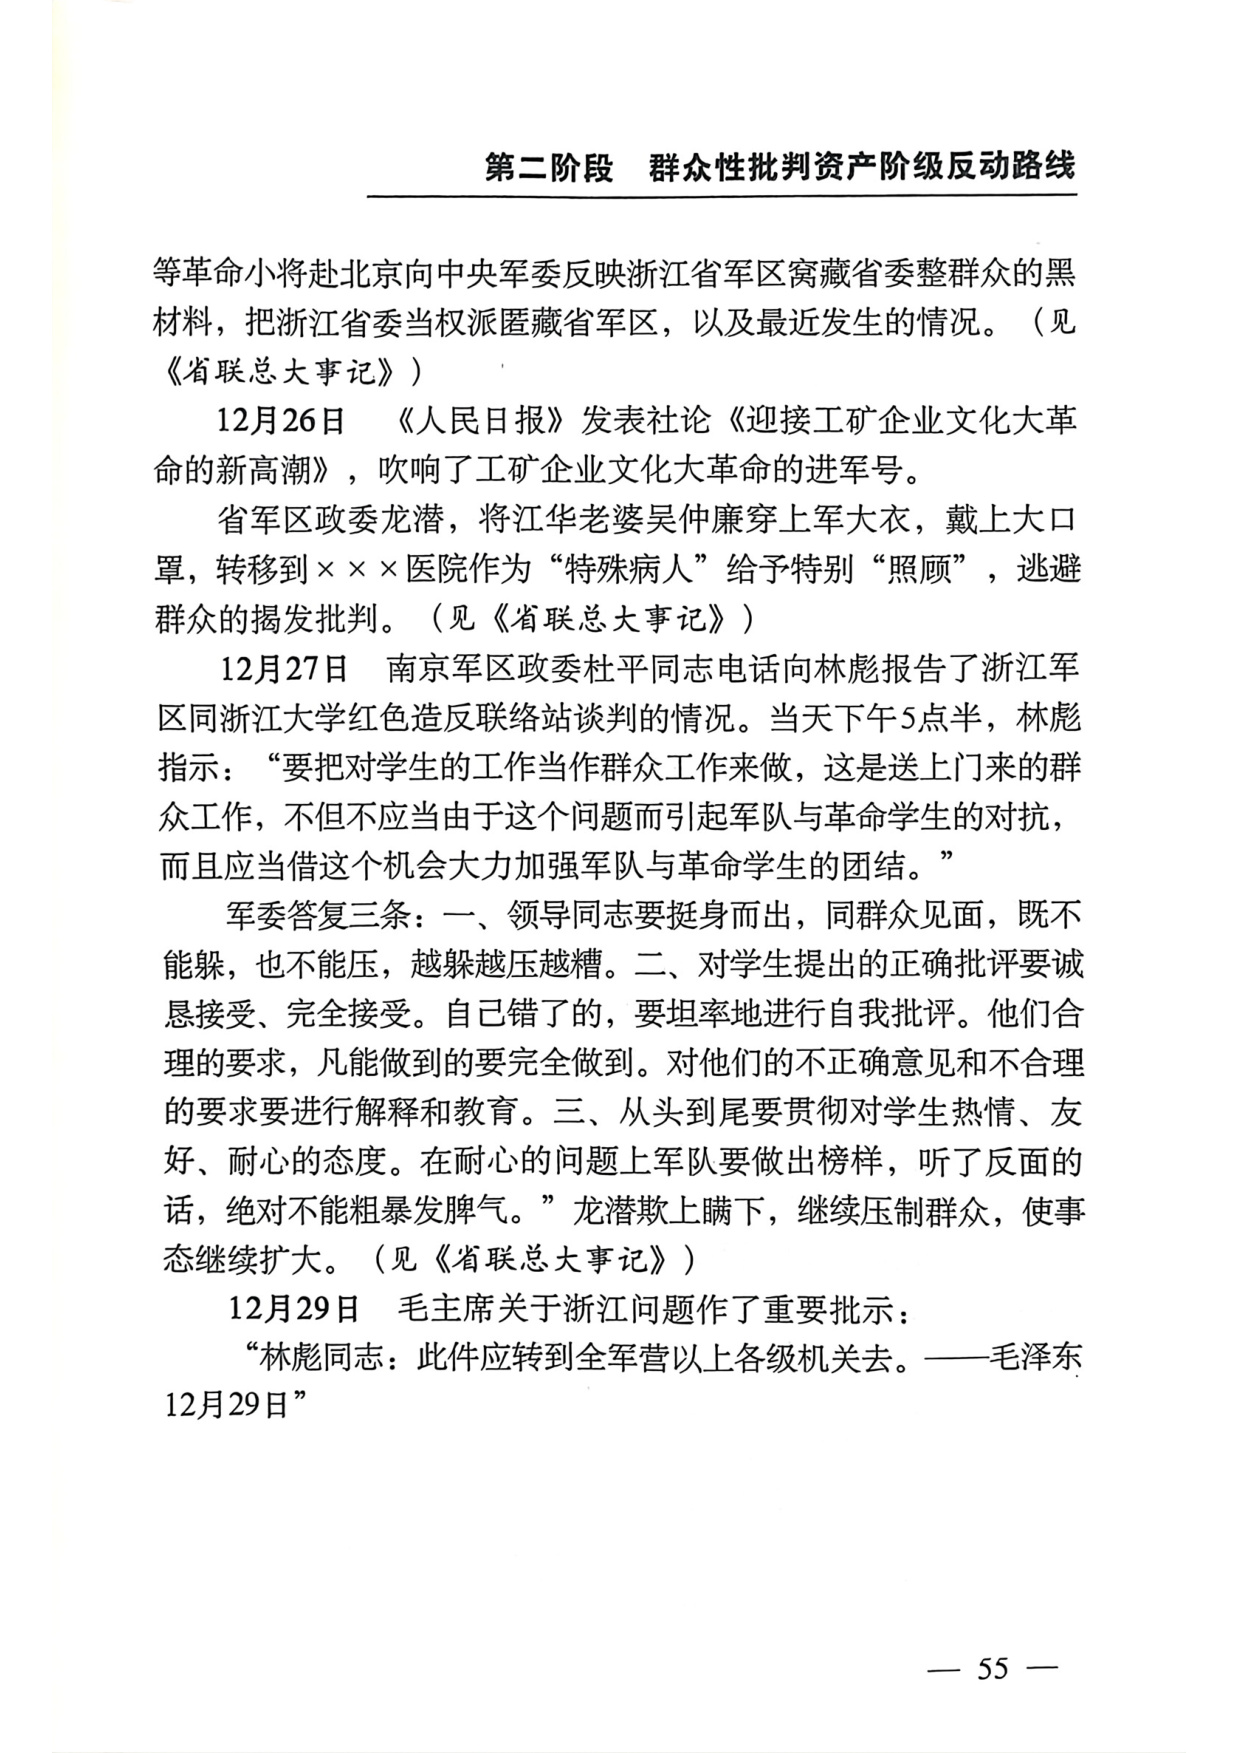 第二阶段　群众性批判资产阶级反动路线
等革命小将赴北京向中央军委反映浙江省军区窝藏省委整群众的黑
材料，把浙江省委当权派匿藏省军区，以及最近发生的情况。（见
《省联总大事记》）
12月26日　《人民日报》发表社论《迎接工矿企业文化大革
命的新高潮》，吹响了工矿企业文化大革命的进军号。
省军区政委龙潜，将江华老婆吴仲廉穿上军大衣，戴上大口
罩，转移到×××医院作为“特殊病人”给予特别“照顾”，逃避
群众的揭发批判。（见《省联总大事记》）
12月27日　南京军区政委杜平同志电话向林彪报告了浙江军
区同浙江大学红色造反联络站谈判的情况。当天下午5点半，林彪
指示：“要把对学生的工作当作群众工作来做，这是送上门来的群
众工作，不但不应当由于这个问题而引起军队与革命学生的对抗，
而且应当借这个机会大力加强军队与革命学生的团结。”
军委答复三条：一、领导同志要挺身而出，同群众见面，既不
能躲，也不能压，越躲越压越糟。二、对学生提出的正确批评要诚
恳接受、完全接受。自己错了的，要坦率地进行自我批评。他们合
理的要求，凡能做到的要完全做到。对他们的不正确意见和不合理
的要求要进行解释和教育。三、从头到尾要贯彻对学生热情、友
好、耐心的态度。在耐心的问题上军队要做出榜样，听了反面的
话，绝对不能粗暴发脾气。”龙潜欺上瞒下，继续压制群众，使事
态继续扩大。（见《省联总大事记》）
12月29日　毛主席关于浙江问题作了重要批示：
“林彪同志：此件应转到全军营以上各级机关去。——毛泽东
12月29日”
— 55 —